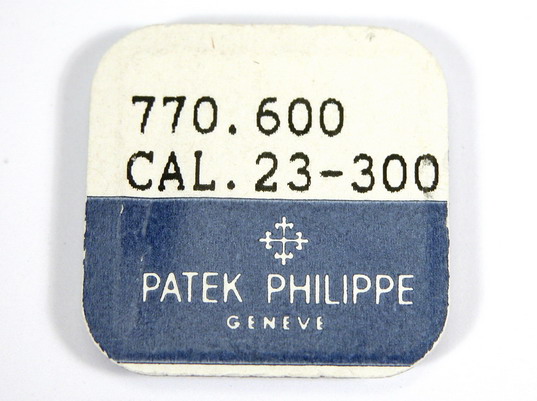 770.600
CAL.23-300
PATEK PHILIPPE
GENEVE